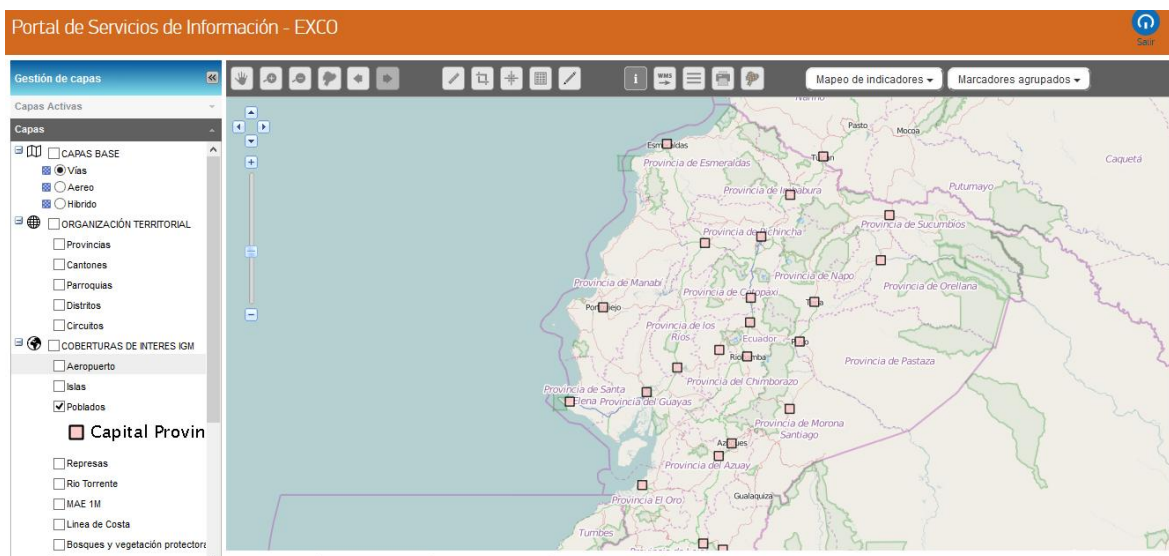 Portal de Servicios de Información - EXCO
Salir
Gestión de capas
Mapeo de indicadores
Marcadores agrupados
Capas Activas
Capas
CAPAS BASE
Vías
Aereo
Hibrido
ORGANIZACIÓN TERRITORIAL
Provincias
Cantones
Parroquias
Distritos
Circuitos
COBERTURAS DE INTERES IGM
Aeropuerto
Islas
Poblados
Capital Provin
Represas
Rio Torrente
MAE 1M
Linea de Costa
Bosques y vegetación protectora
WMS
Nariño
Pasto
Mocoa
Caquetá
Provincia de Esmeraldas
Provincia de Imbabura
Putumayo
Provincia de Sucumbios
Provincia de Pichincha
Provincia de Manabí
Provincia de Cotopaxi
Provincia de Napo
Provincia de Orellana
Provincia de los
Ríos
Ecuador
Provincia de Pastaza
Provincia del Chimborazo
Provincia de Santa
Elena
Provincia del Guayas
Provincia de Morona
Santiago
Provincia del Azuay
Provincia El Oro
Gualaquiza
Tumbes